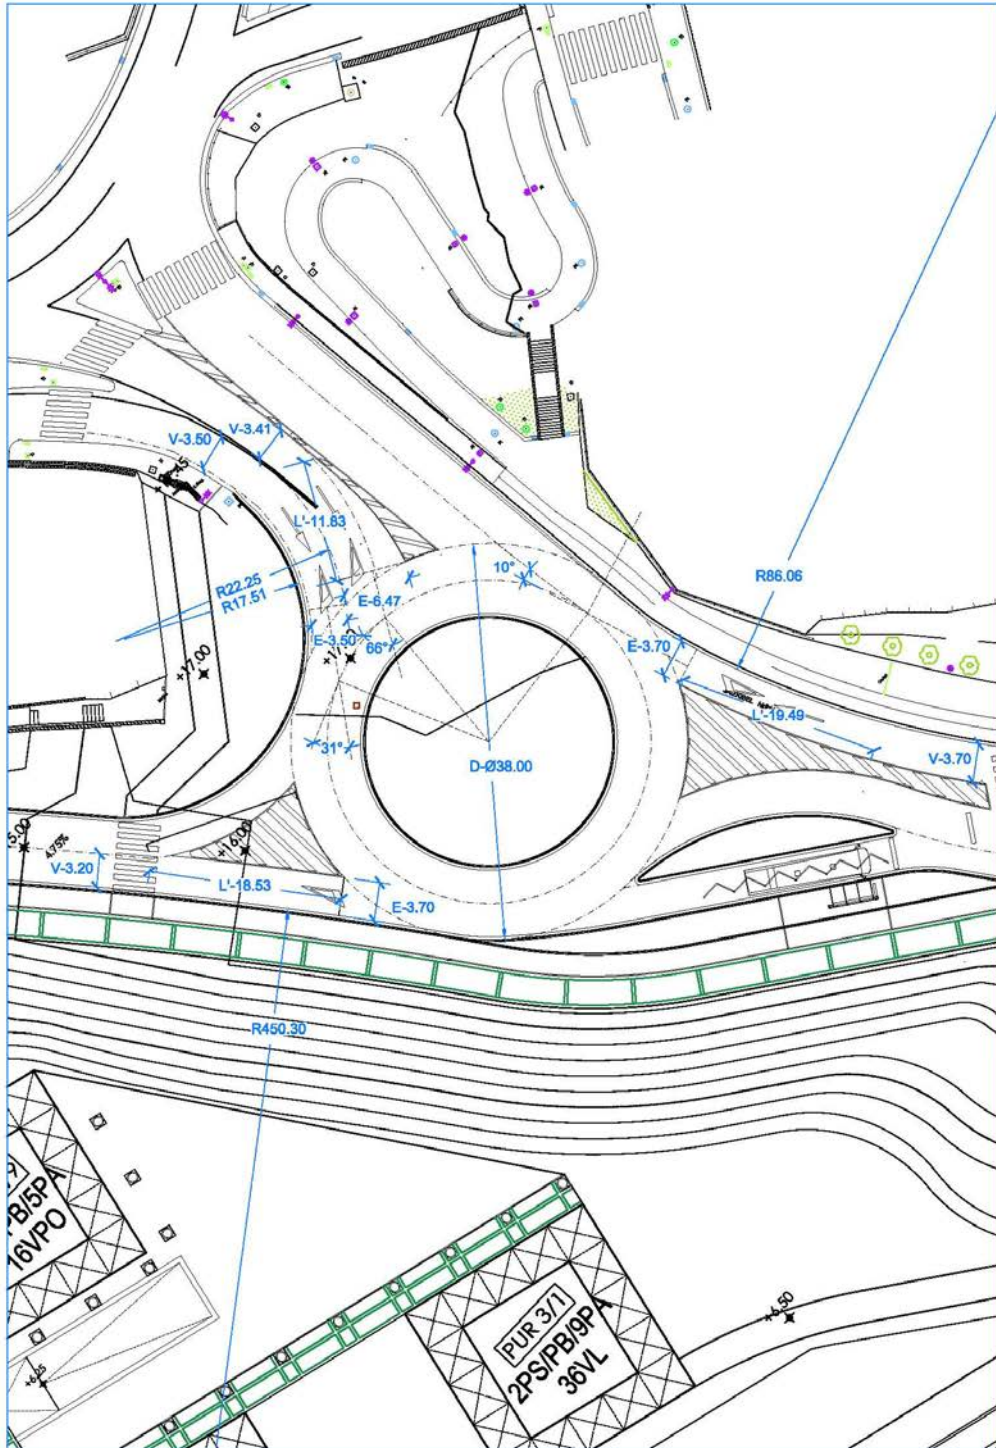 V-3.50
V-3.41
L'-11.83
R22.25
R17.51
10°
R86.06
E-6.47
E-3.50
66°
E-3.70
+17.00
31°
L'-19.49
D-Ø38.00
V-3.70
4.75%
+16.00
V-3.20
L'-18.53
E-3.70
R450.30
PB/5PA
16VPO
PUR 3/1
2PS/PB/9PA
36VL
+6.50
+6.25